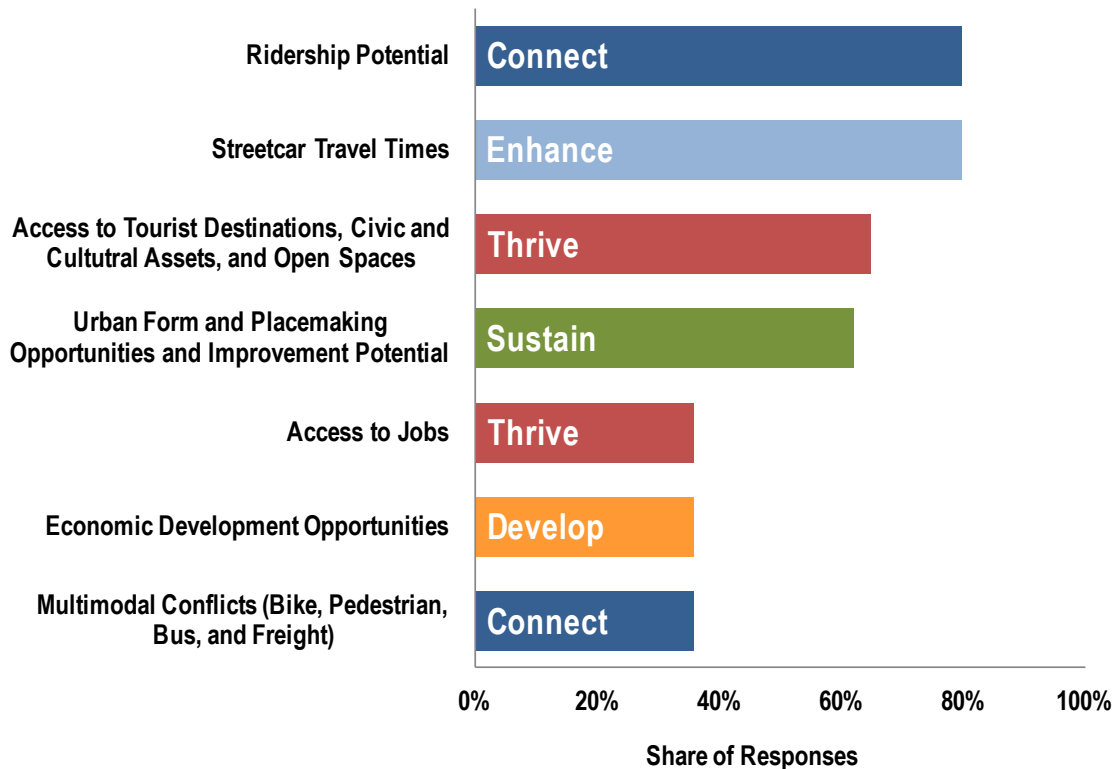 Ridership Potential
Connect
Streetcar Travel Times
Enhance
Access to Tourist Destinations, Civic and
Cultutral Assets, and Open Spaces
Thrive
Urban Form and Placemaking
Opportunities and Improvement Potential
Sustain
Access to Jobs
Thrive
Economic Development Opportunities
Develop
Multimodal Conflicts (Bike, Pedestrian,
Bus, and Freight)
Connect
0% 20% 40% 60% 80% 100%
Share of Responses